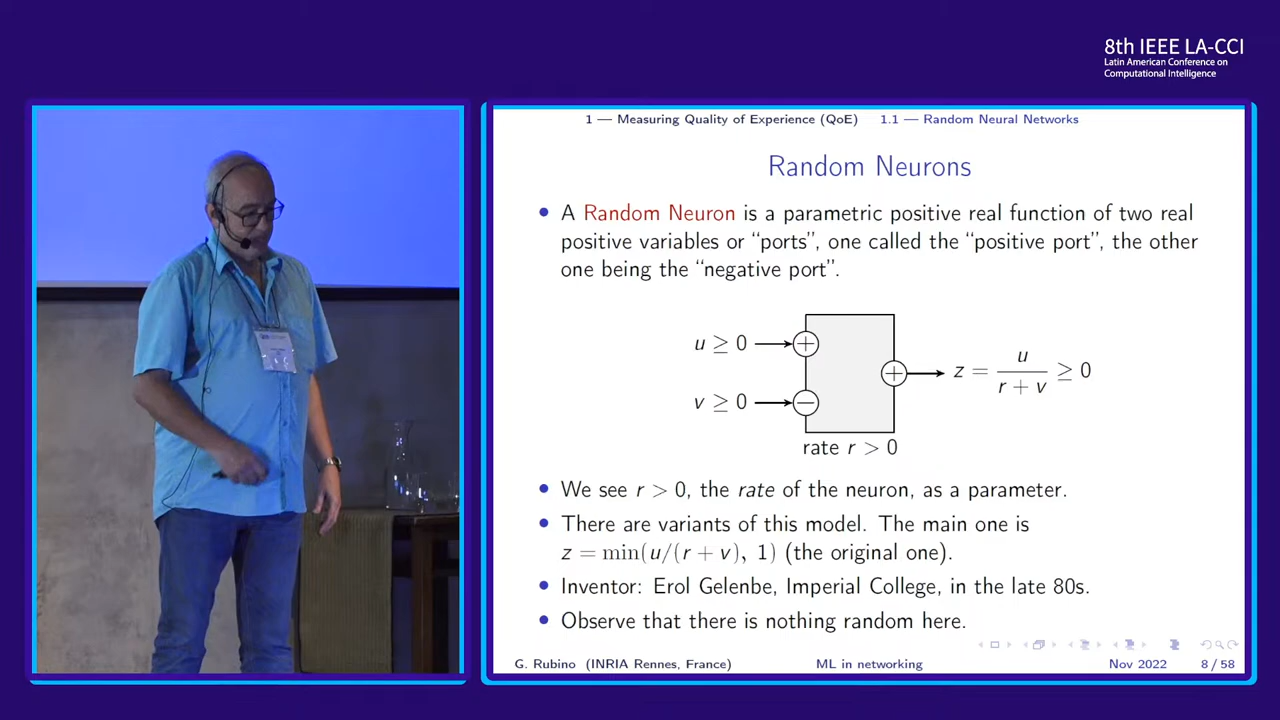 8th IEEE LA-CCI
Latin American Conference on
Computational Intelligence
1 — Measuring Quality of Experience (QoE) 1.1 — Random Neural Networks
Random Neurons
• A Random Neuron is a parametric positive real function of two real
positive variables or “ports”, one called the “positive port”, the other
one being the “negative port”.
u ≥ 0
+
v ≥ 0
−
+
z = u / (r + v) ≥ 0
rate r > 0
• We see r > 0, the rate of the neuron, as a parameter.
• There are variants of this model. The main one is
z = min(u/(r + v), 1) (the original one).
• Inventor: Erol Gelenbe, Imperial College, in the late 80s.
• Observe that there is nothing random here.
G. Rubino (INRIA Rennes, France) ML in networking Nov 2022 8 / 58